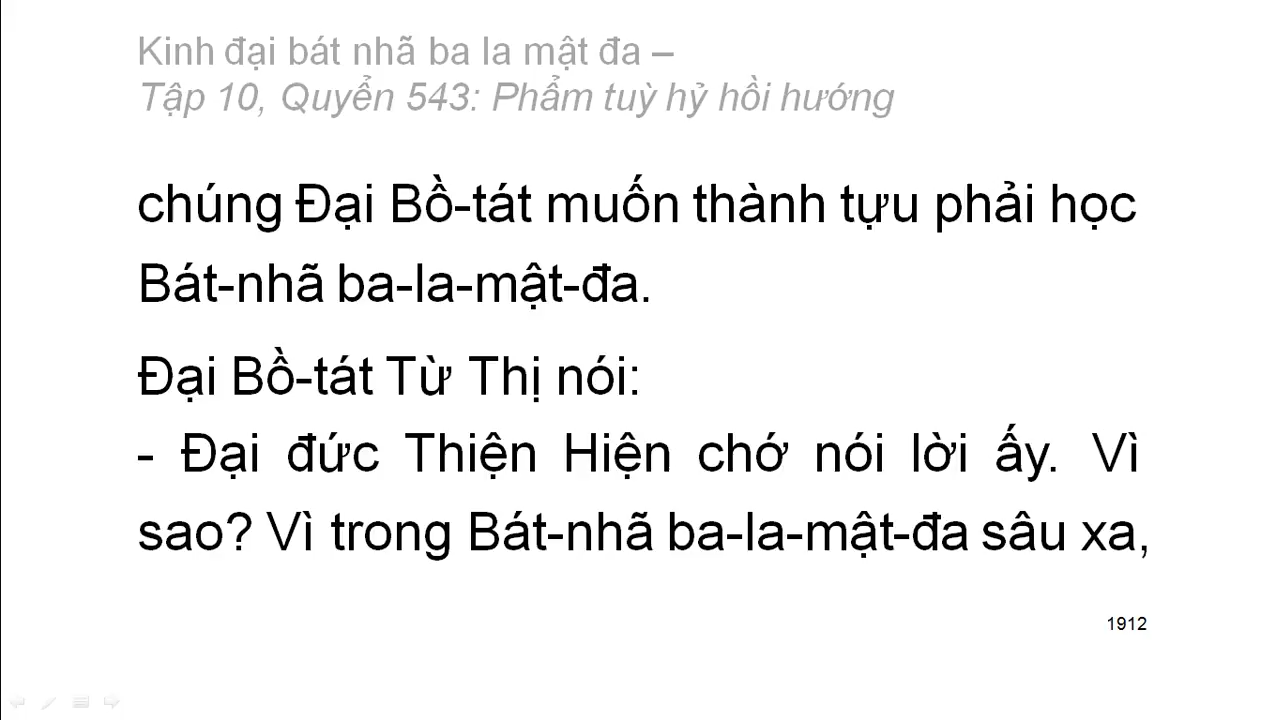 Kinh đại bát nhã ba la mật đa –
Tập 10, Quyển 543: Phẩm tuỳ hỷ hồi hướng
chúng Đại Bồ-tát muốn thành tựu phải học
Bát-nhã ba-la-mật-đa.
Đại Bồ-tát Từ Thị nói:
- Đại đức Thiện Hiện chớ nói lời ấy. Vì
sao? Vì trong Bát-nhã ba-la-mật-đa sâu xa,
1912